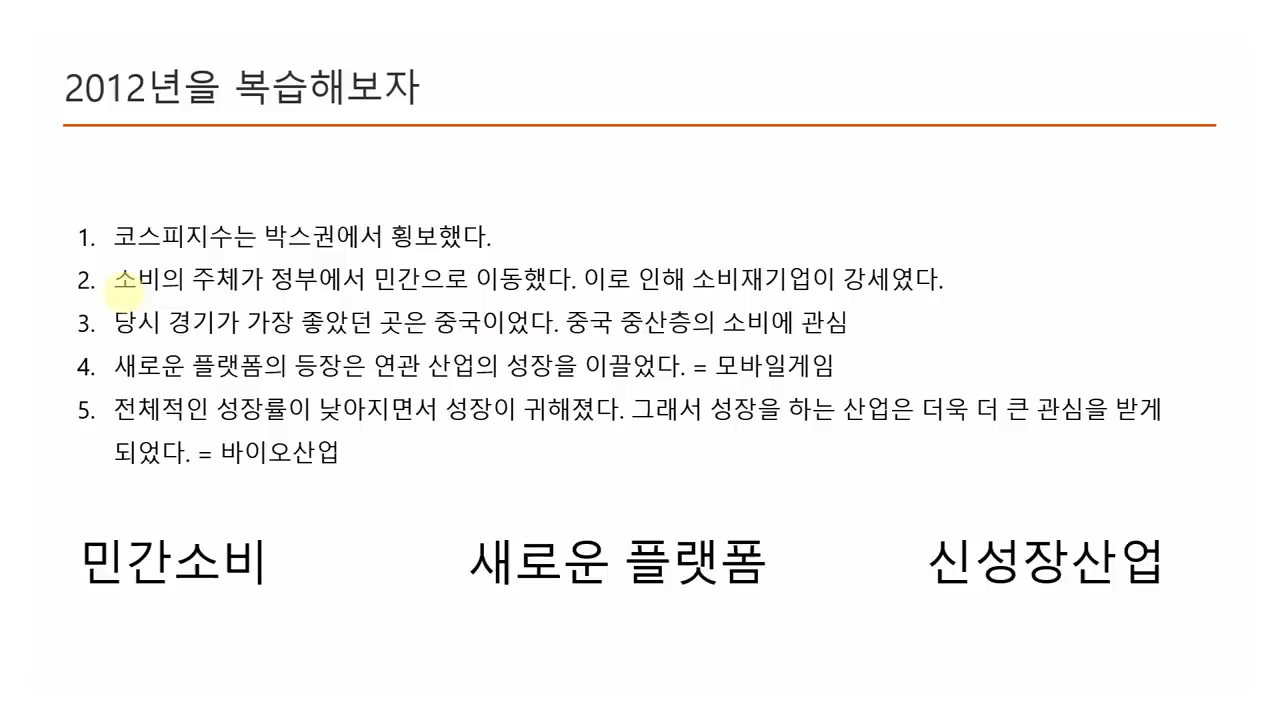 2012년을 복습해보자
1. 코스피지수는 박스권에서 횡보했다.
2. 소비의 주체가 정부에서 민간으로 이동했다. 이로 인해 소비재기업이 강세였다.
3. 당시 경기가 가장 좋았던 곳은 중국이었다. 중국 중산층의 소비에 관심
4. 새로운 플랫폼의 등장은 연관 산업의 성장을 이끌었다. = 모바일게임
5. 전체적인 성장률이 낮아지면서 성장이 귀해졌다. 그래서 성장을 하는 산업은 더욱 더 큰 관심을 받게
되었다. = 바이오산업
민간소비 새로운 플랫폼 신성장산업